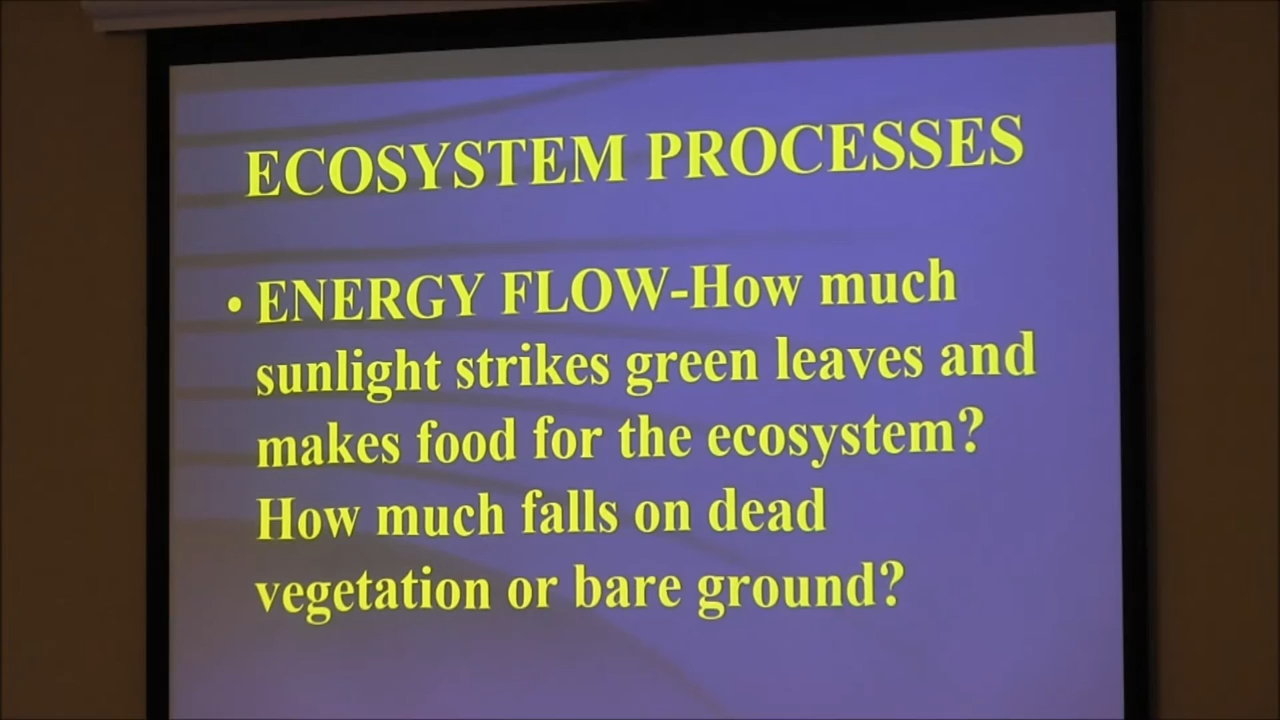 ECOSYSTEM PROCESSES
• ENERGY FLOW-How much
sunlight strikes green leaves and
makes food for the ecosystem?
How much falls on dead
vegetation or bare ground?